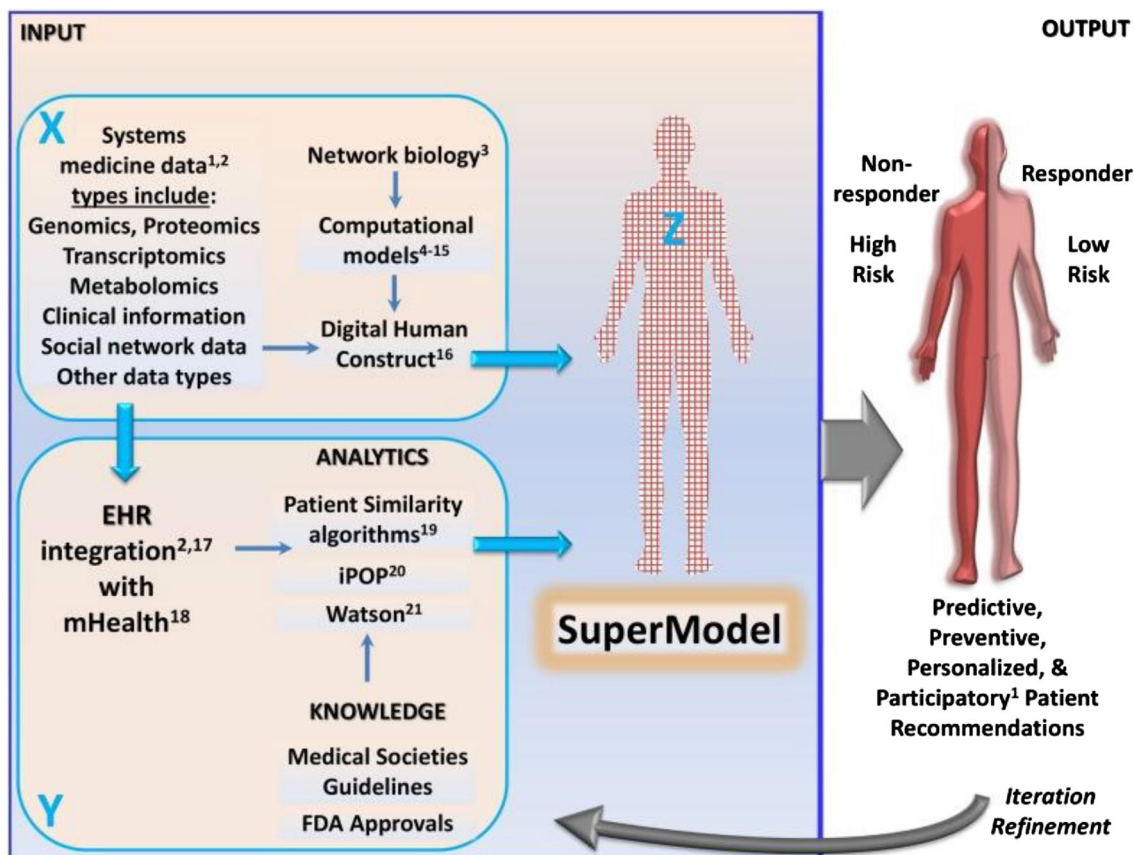 INPUT
OUTPUT
X
Systems
medicine data1,2
types include:
Genomics, Proteomics
Transcriptomics
Metabolomics
Clinical information
Social network data
Other data types
Network biology3
Computational
models4-15
Digital Human
Construct16
Z
Non-
responder
Responder
High
Risk
Low
Risk
EHR
integration2,17
with
mHealth18
ANALYTICS
Patient Similarity
algorithms19
iPOP20
Watson21
KNOWLEDGE
Medical Societies
Guidelines
FDA Approvals
Y
SuperModel
Predictive,
Preventive,
Personalized, &
Participatory1 Patient
Recommendations
Iteration
Refinement